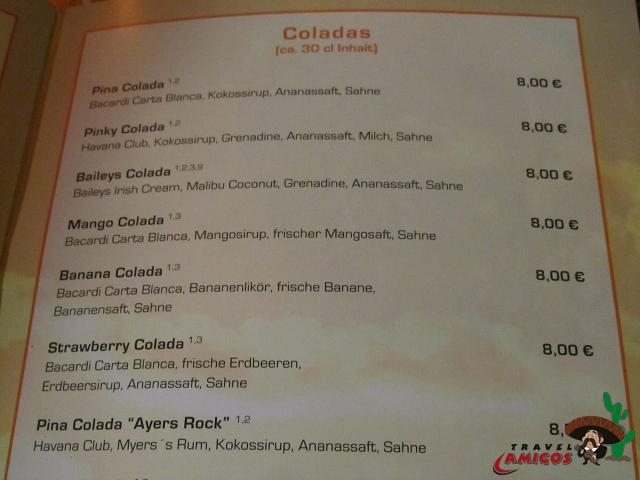 Coladas
(ca. 30 cl Inhalt)
Pina Colada 1,2 8,00 €
Bacardi Carta Blanca, Kokossirup, Ananassaft, Sahne
Pinky Colada 1,2 8,00 €
Havana Club, Kokossirup, Grenadine, Ananassaft, Milch, Sahne
Baileys Colada 1,2,3,9 8,00 €
Baileys Irish Cream, Malibu Coconut, Grenadine, Ananassaft, Sahne
Mango Colada 1,3 8,00 €
Bacardi Carta Blanca, Mangosirup, frischer Mangosaft, Sahne
Banana Colada 1,3 8,00 €
Bacardi Carta Blanca, Bananenlikör, frische Banane,
Bananensaft, Sahne
Strawberry Colada 1,3 8,00 €
Bacardi Carta Blanca, frische Erdbeeren,
Erdbeersirup, Ananassaft, Sahne
Pina Colada “Ayers Rock” 1,2 8,
Havana Club, Myers´s Rum, Kokossirup, Ananassaft, Sahne
TRAVEL
AMIGOS